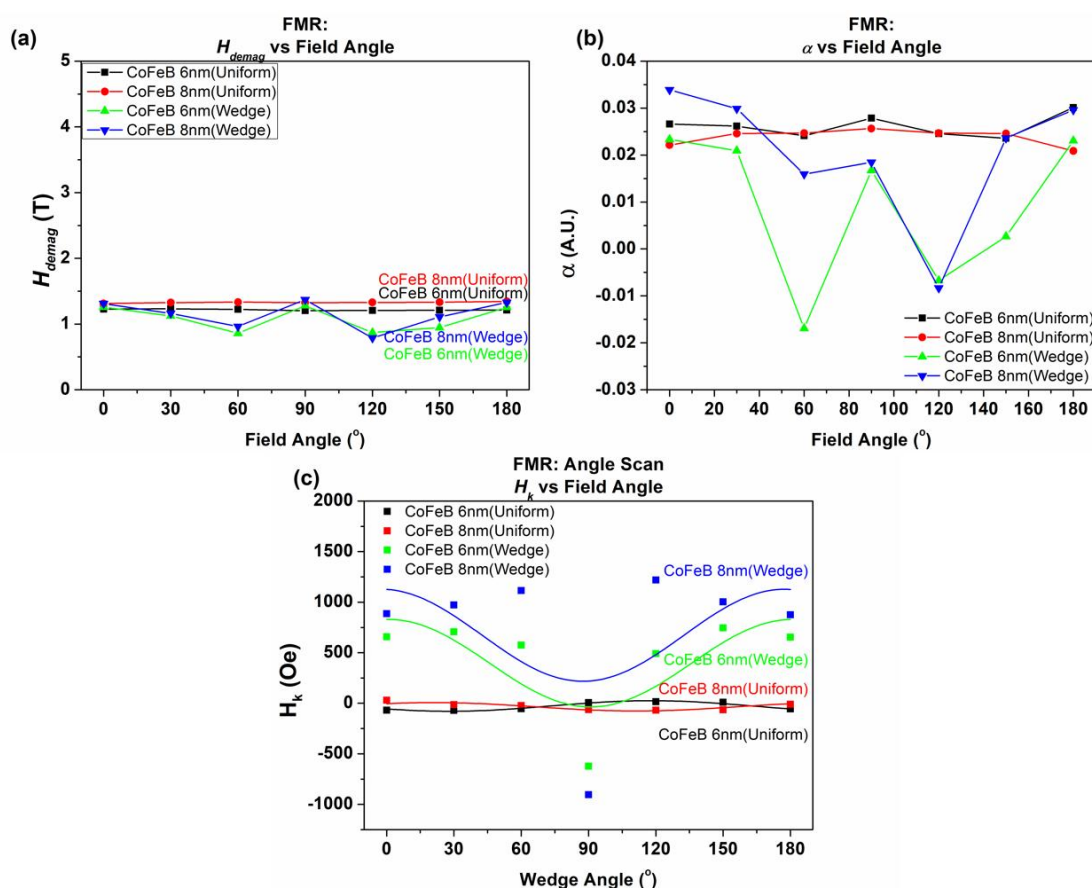 (a)
FMR:
H_demag vs Field Angle
CoFeB 6nm(Uniform)
CoFeB 8nm(Uniform)
CoFeB 6nm(Wedge)
CoFeB 8nm(Wedge)
5
4
3
2
1
0
H_demag (T)
CoFeB 8nm(Uniform)
CoFeB 6nm(Uniform)
CoFeB 8nm(Wedge)
CoFeB 6nm(Wedge)
0 30 60 90 120 150 180
Field Angle (°)
(b)
FMR:
α vs Field Angle
0.04
0.03
0.02
0.01
0.00
-0.01
-0.02
-0.03
α (A.U.)
CoFeB 6nm(Uniform)
CoFeB 8nm(Uniform)
CoFeB 6nm(Wedge)
CoFeB 8nm(Wedge)
0 20 40 60 80 100 120 140 160 180
Field Angle (°)
(c)
FMR: Angle Scan
H_k vs Field Angle
2000
1500
1000
500
0
-500
-1000
H_k (Oe)
CoFeB 6nm(Uniform)
CoFeB 8nm(Uniform)
CoFeB 6nm(Wedge)
CoFeB 8nm(Wedge)
CoFeB 8nm(Wedge)
CoFeB 6nm(Wedge)
CoFeB 8nm(Uniform)
CoFeB 6nm(Uniform)
0 30 60 90 120 150 180
Wedge Angle (°)